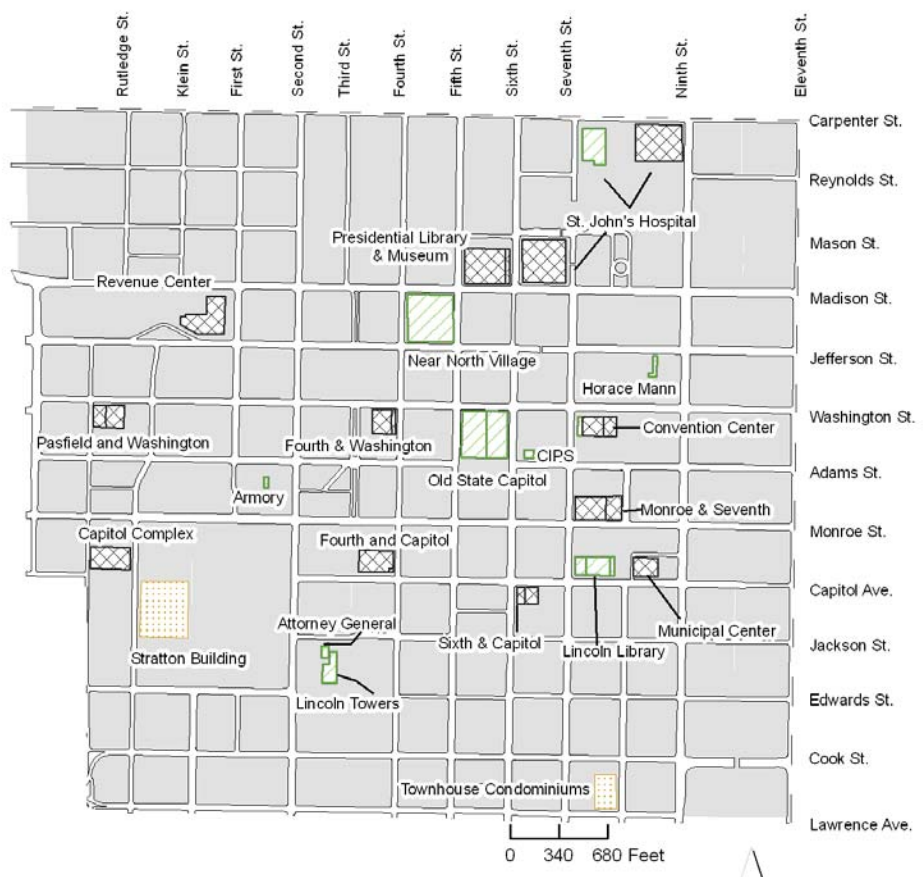 Rutledge St.
Klein St.
First St.
Second St.
Third St.
Fourth St.
Fifth St.
Sixth St.
Seventh St.
Ninth St.
Eleventh St.
Carpenter St.
Reynolds St.
St. John's Hospital
Presidential Library
& Museum
Mason St.
Revenue Center
Madison St.
Near North Village
Jefferson St.
Horace Mann
Washington St.
Pasfield and Washington
Fourth & Washington
Convention Center
CIPS
Adams St.
Old State Capitol
Armory
Monroe & Seventh
Monroe St.
Capitol Complex
Fourth and Capitol
Capitol Ave.
Attorney General
Municipal Center
Sixth & Capitol
Lincoln Library
Jackson St.
Stratton Building
Lincoln Towers
Edwards St.
Cook St.
Townhouse Condominiums
Lawrence Ave.
0 340 680 Feet